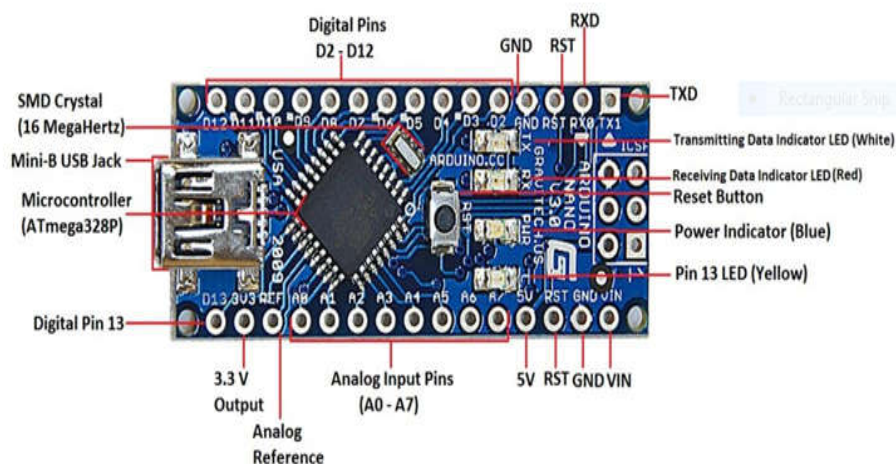 Digital Pins
D2 - D12
RXD
GND
RST
TXD
SMD Crystal
(16 MegaHertz)
Mini-B USB Jack
Microcontroller
(ATmega328P)
Digital Pin 13
Rectangular Snip
Transmitting Data Indicator LED (White)
Receiving Data Indicator LED (Red)
Reset Button
Power Indicator (Blue)
Pin 13 LED (Yellow)
D12 D11 D10 D9 D8 D7 D6 D5 D4 D3 D2 GND RST RX0 TX1
TX
RX
ARDUINO.CC
RST
PWR
L
USA
2009
GRAVITECH.US
ARDUINO
NANO
V3.0
ICSP
1
D13 3V3 REF A0 A1 A2 A3 A4 A5 A6 A7 5V RST GND VIN
3.3 V
Output
Analog
Reference
Analog Input Pins
(A0 - A7)
5V
RST
GND
VIN